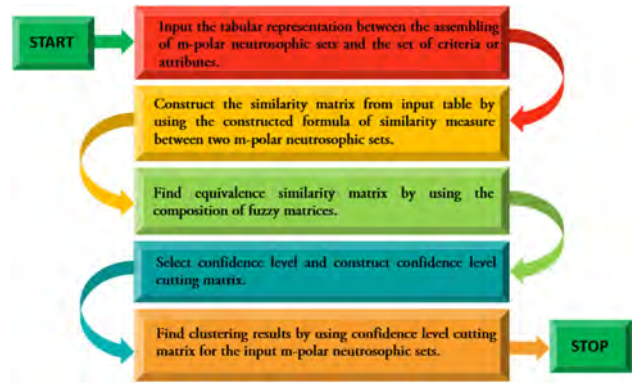 START
Input the tabular representation between the assembling
of m-polar neutrosophic sets and the set of criteria or
attributes.
Construct the similarity matrix from input table by
using the constructed formula of similarity measure
between two m-polar neutrosophic sets.
Find equivalence similarity matrix by using the
composition of fuzzy matrices.
Select confidence level and construct confidence level
cutting matrix.
Find clustering results by using confidence level cutting
matrix for the input m-polar neutrosophic sets.
STOP